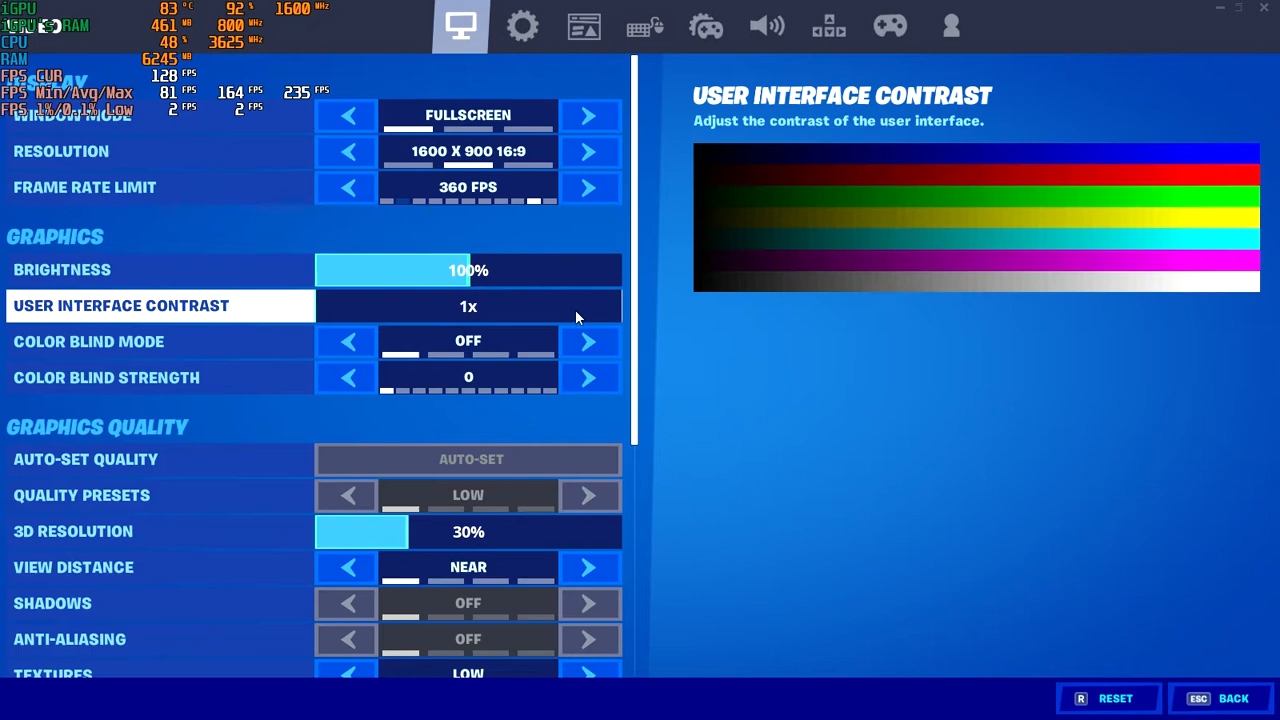 iGPU 83 °C 92 % 1600 MHz
461 MB 800 MHz
CPU 48 % 3625 MHz
RAM 6245 MB
FPS CUR 128 FPS
FPS Min/Avg/Max 81 FPS 164 FPS 235 FPS
FPS 1%/0.1% Low 2 FPS 2 FPS
DISPLAY
WINDOW MODE FULLSCREEN
RESOLUTION 1600 X 900 16:9
FRAME RATE LIMIT 360 FPS
GRAPHICS
BRIGHTNESS 100%
USER INTERFACE CONTRAST 1x
COLOR BLIND MODE OFF
COLOR BLIND STRENGTH 0
GRAPHICS QUALITY
AUTO-SET QUALITY AUTO-SET
QUALITY PRESETS LOW
3D RESOLUTION 30%
VIEW DISTANCE NEAR
SHADOWS OFF
ANTI-ALIASING OFF
TEXTURES LOW
USER INTERFACE CONTRAST
Adjust the contrast of the user interface.
R RESET
ESC BACK